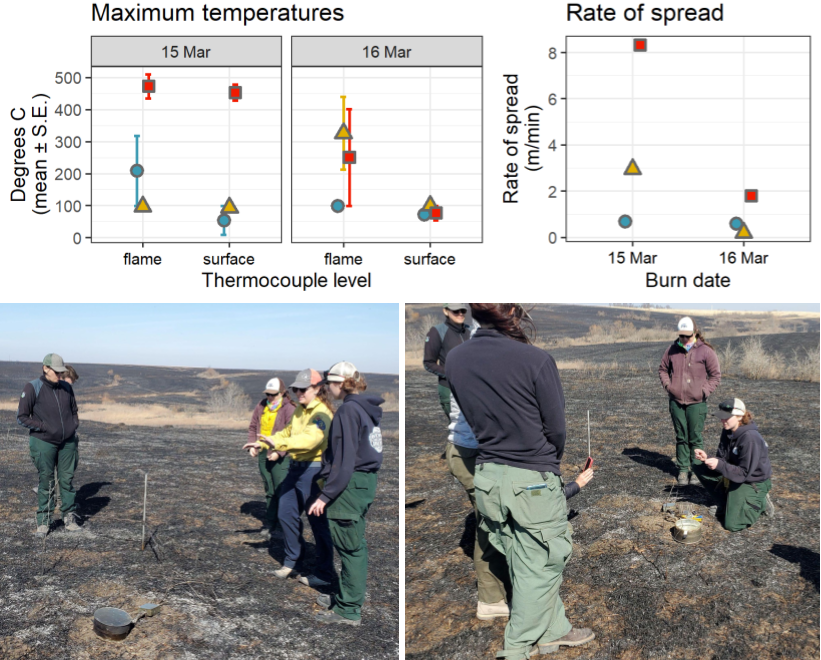 Maximum temperatures
Rate of spread
15 Mar
16 Mar
Degrees C
(mean ± S.E.)
500
400
300
200
100
0
flame
surface
flame
surface
Thermocouple level
Rate of spread
(m/min)
8
6
4
2
0
15 Mar
16 Mar
Burn date